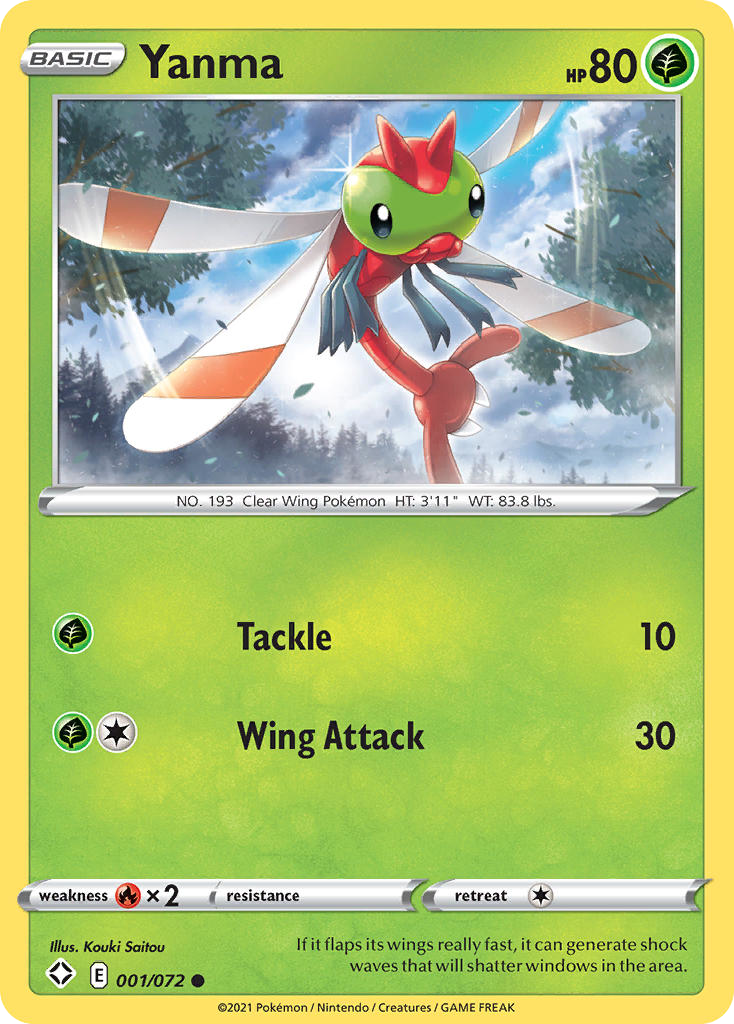 BASIC Yanma HP 80
NO. 193 Clear Wing Pokémon HT: 3'11" WT: 83.8 lbs.
Tackle 10
Wing Attack 30
weakness ×2 resistance retreat
Illus. Kouki Saitou
If it flaps its wings really fast, it can generate shock
waves that will shatter windows in the area.
E 001/072
©2021 Pokémon / Nintendo / Creatures / GAME FREAK